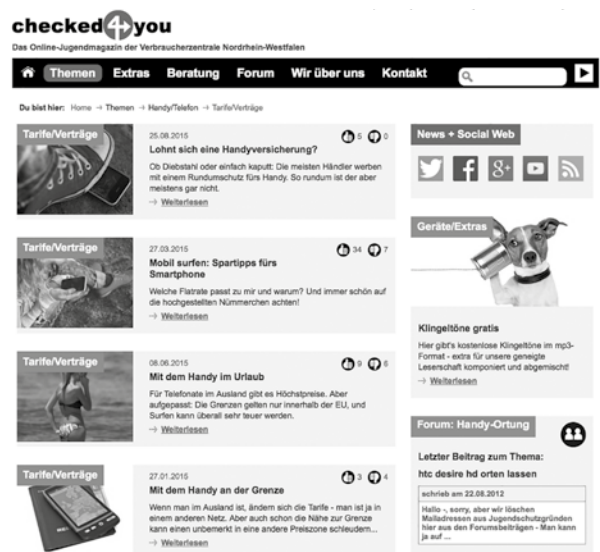 checked4you
Das Online-Jugendmagazin der Verbraucherzentrale Nordrhein-Westfalen
Themen Extras Beratung Forum Wir über uns Kontakt
Du bist hier: Home → Themen → Handy/Telefon → Tarife/Verträge
Tarife/Verträge
25.08.2015 5 0
Lohnt sich eine Handyversicherung?
Ob Diebstahl oder einfach kaputt: Die meisten Händler werben
mit einem Rundumschutz fürs Handy. So rundum ist der aber
meistens gar nicht.
→ Weiterlesen
Tarife/Verträge
27.03.2015 34 7
Mobil surfen: Spartipps fürs
Smartphone
Welche Flatrate passt zu mir und warum? Und immer schön auf
die hochgestellten Nümmerchen achten!
→ Weiterlesen
Tarife/Verträge
08.06.2015 9 6
Mit dem Handy im Urlaub
Für Telefonate im Ausland gibt es Höchstpreise. Aber
aufgepasst: Die Grenzen gelten nur innerhalb der EU, und
Surfen kann überall sehr teuer werden.
→ Weiterlesen
Tarife/Verträge
27.01.2015 3 4
Mit dem Handy an der Grenze
Wenn man im Ausland ist, ändern sich die Tarife - man ist ja in
einem anderen Netz. Aber auch schon die Nähe zur Grenze
kann einen unbemerkt in eine andere Preiszone schleudern...
→ Weiterlesen
News + Social Web
g+
Geräte/Extras
Klingeltöne gratis
Hier gibt's kostenlose Klingeltöne im mp3-
Format - extra für unsere geneigte
Leserschaft komponiert und abgemischt!
→ Weiterlesen
Forum: Handy-Ortung
Letzter Beitrag zum Thema:
htc desire hd orten lassen
schrieb am 22.08.2012
Hallo -, sorry, aber wir löschen
Mailadressen aus Jugendschutzgründen
hier aus den Forumsbeiträgen - Man kann
ja auf ...